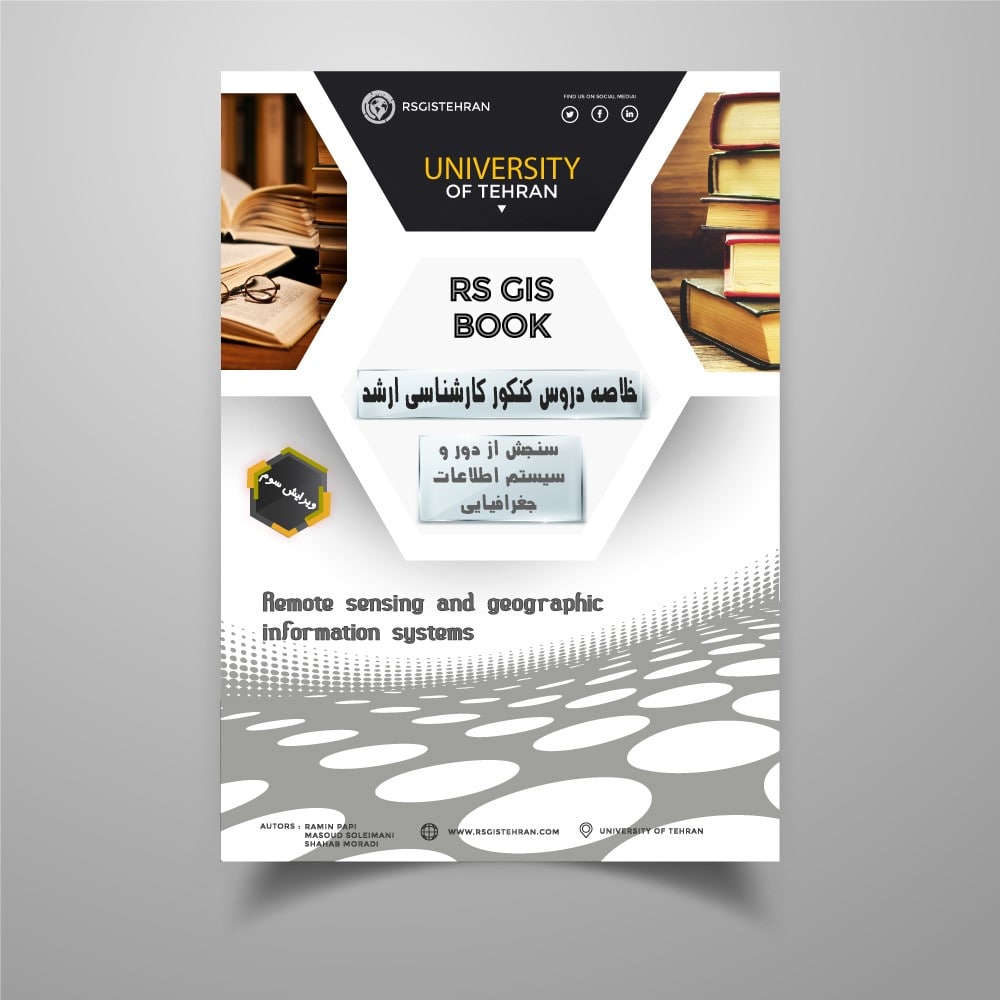 RSGISTEHRAN
FIND US ON SOCIAL MEDIA!
UNIVERSITY
OF TEHRAN
RS GIS
BOOK
خلاصه دروس کنکور کارشناسی ارشد
سنجش از دور و
سیستم اطلاعات
جغرافیایی
ویرایش سوم
Remote sensing and geographic
information systems
AUTORS : RAMIN PAPI
MASOUD SOLEIMANI
SHAHAB MORADI
WWW.RSGISTEHRAN.COM
UNIVERSITY OF TEHRAN